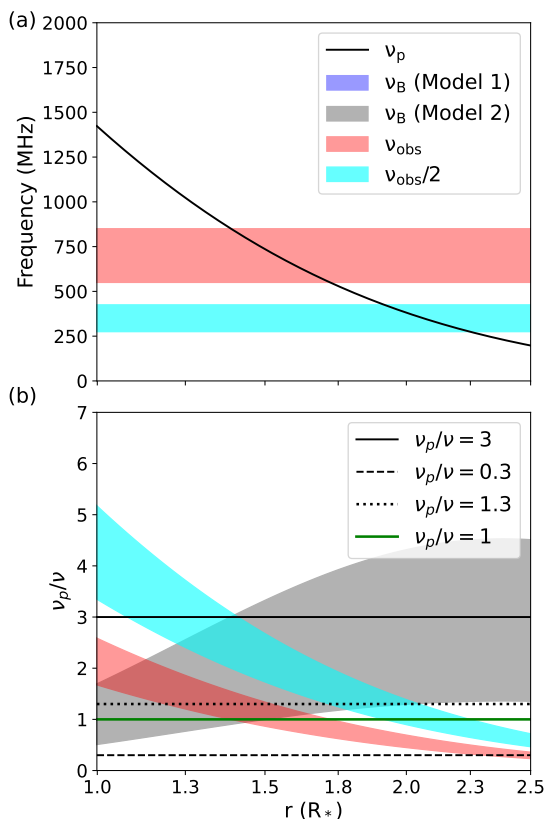 (a)
2000
1750
1500
1250
1000
750
500
250
0
Frequency (MHz)
νp
νB (Model 1)
νB (Model 2)
νobs
νobs/2
(b)
7
6
5
4
3
2
1
0
νp/ν
νp/ν = 3
νp/ν = 0.3
νp/ν = 1.3
νp/ν = 1
1.0 1.3 1.5 1.8 2.0 2.3 2.5
r (R*)